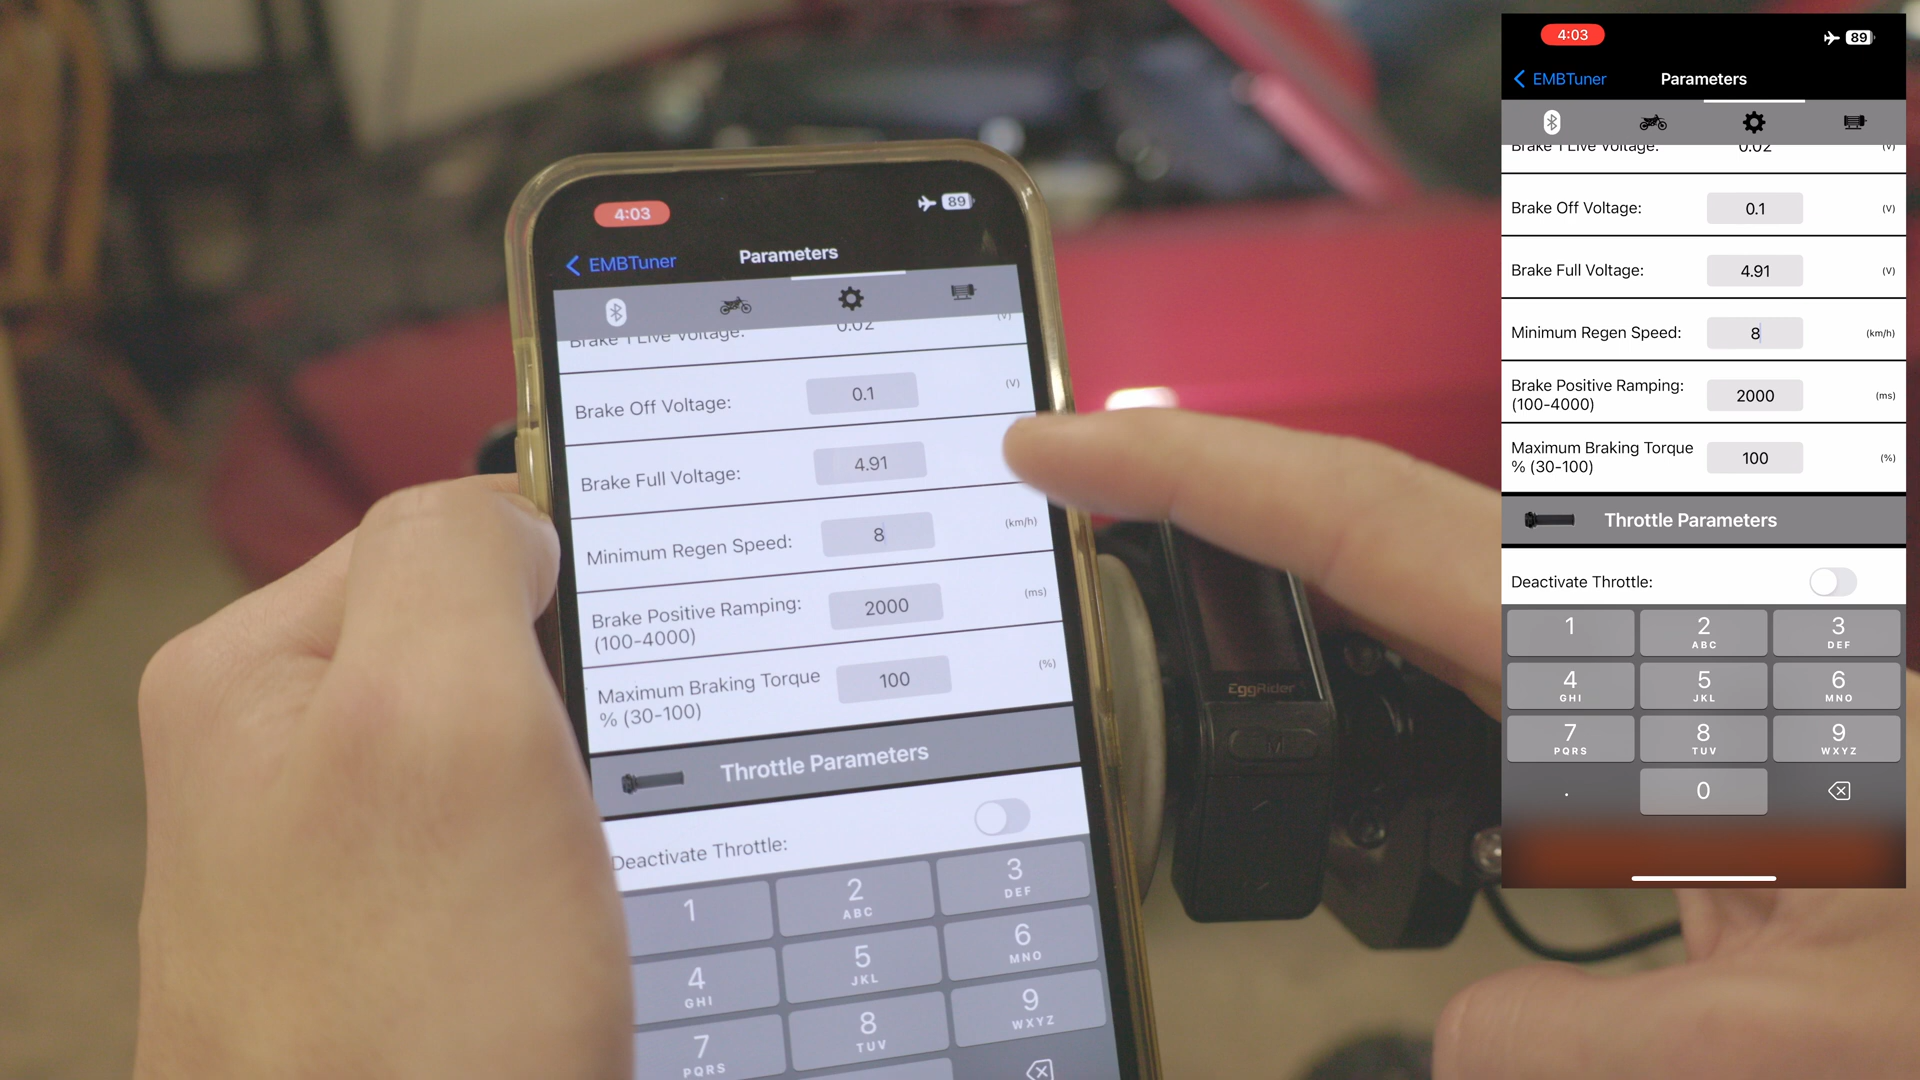 4:03
89
EMBTuner
Parameters
Brake 1 Live Voltage: 0.02 (V)
Brake Off Voltage: 0.1 (V)
Brake Full Voltage: 4.91
Minimum Regen Speed: 8 (km/h)
Brake Positive Ramping: 2000 (ms)
(100-4000)
Maximum Braking Torque 100 (%)
% (30-100)
Throttle Parameters
Deactivate Throttle:
1
2 ABC
3 DEF
4 GHI
5 JKL
6 MNO
7 PQRS
8 TUV
9 WXYZ
EggRider
M
4:03
89
EMBTuner
Parameters
Brake 1 Live Voltage: 0.02 (V)
Brake Off Voltage: 0.1 (V)
Brake Full Voltage: 4.91 (V)
Minimum Regen Speed: 8 (km/h)
Brake Positive Ramping: 2000 (ms)
(100-4000)
Maximum Braking Torque 100 (%)
% (30-100)
Throttle Parameters
Deactivate Throttle:
1
2 ABC
3 DEF
4 GHI
5 JKL
6 MNO
7 PQRS
8 TUV
9 WXYZ
.
0